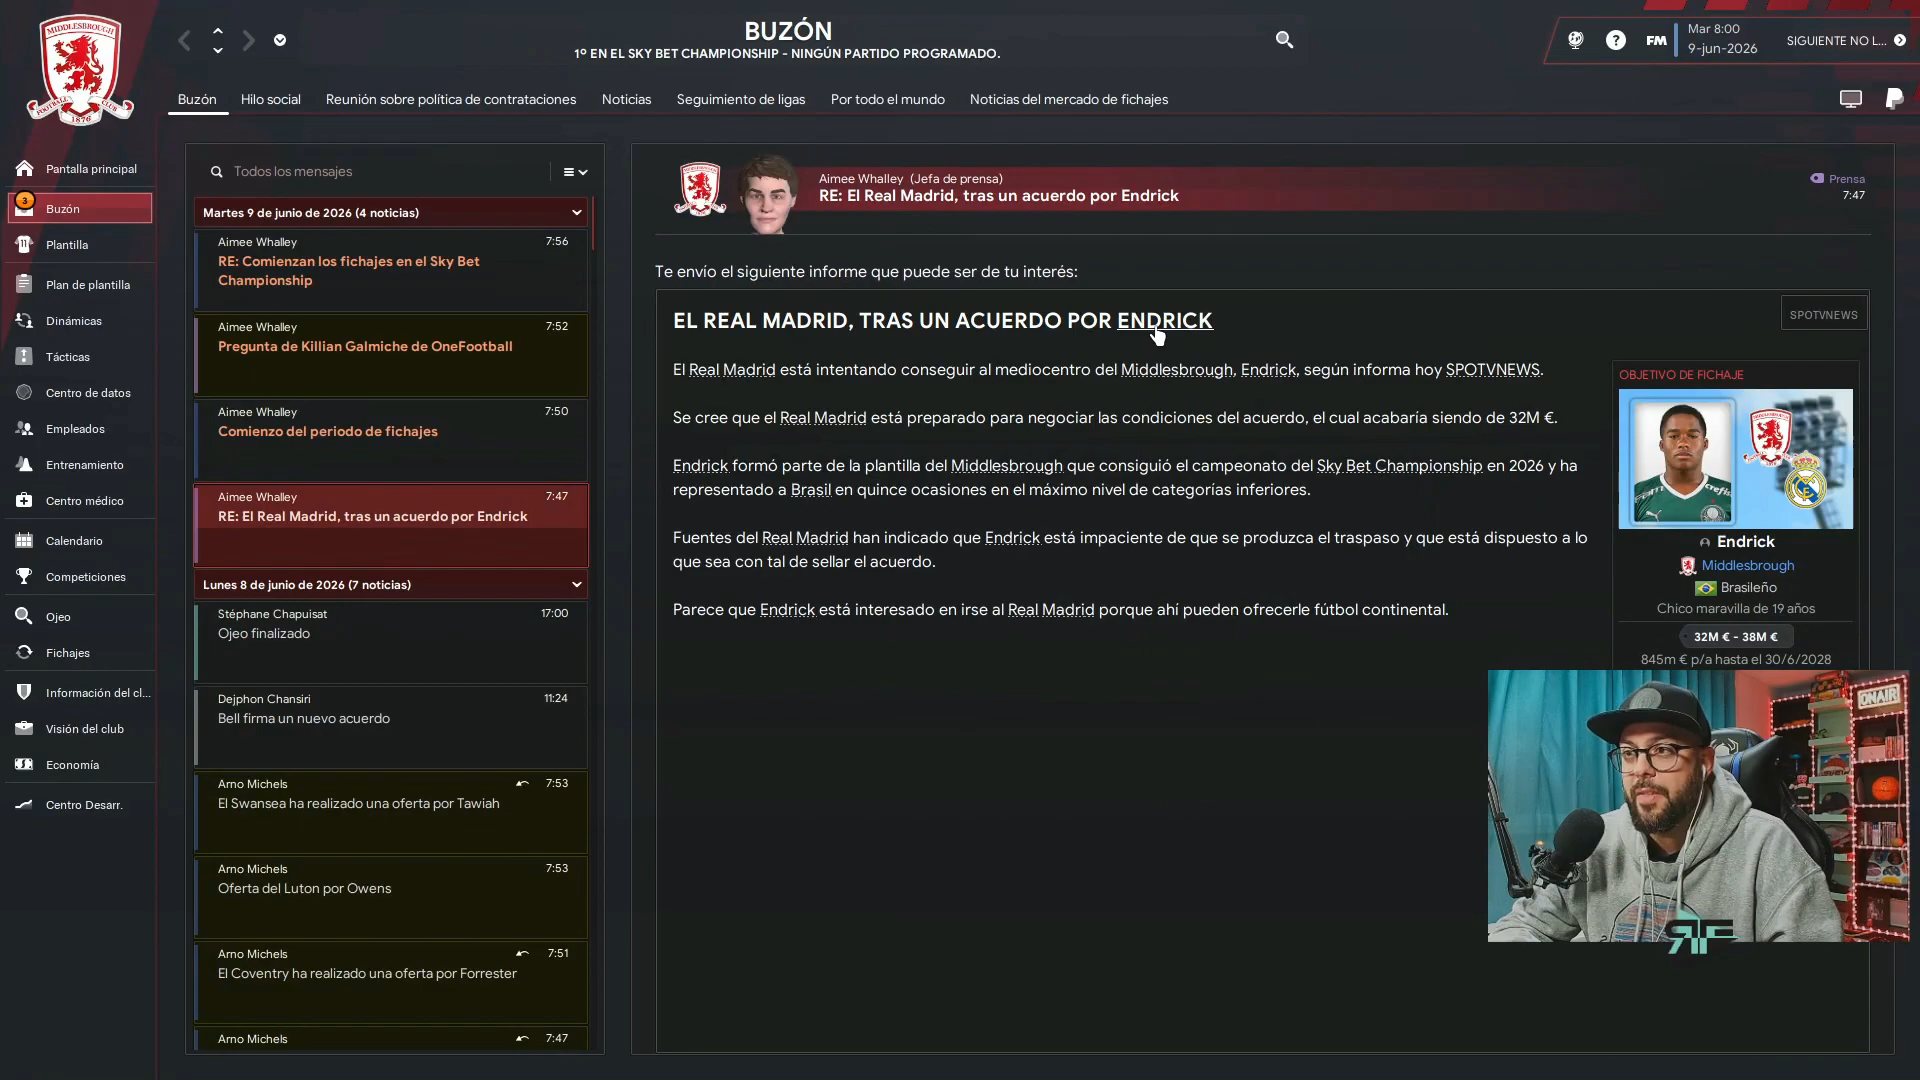 MIDDLESBROUGH
FOOTBALL CLUB
1876
BUZÓN
1º EN EL SKY BET CHAMPIONSHIP - NINGÚN PARTIDO PROGRAMADO.
?
FM
Mar 8:00
9-jun-2026
SIGUIENTE NO L...
Buzón
Hilo social
Reunión sobre política de contrataciones
Noticias
Seguimiento de ligas
Por todo el mundo
Noticias del mercado de fichajes
Pantalla principal
3
Buzón
11
Plantilla
Plan de plantilla
Dinámicas
Tácticas
Centro de datos
Empleados
Entrenamiento
Centro médico
Calendario
Competiciones
Ojeo
Fichajes
Información del cl...
Visión del club
Economía
Centro Desarr.
Todos los mensajes
Martes 9 de junio de 2026 (4 noticias)
Aimee Whalley
7:56
RE: Comienzan los fichajes en el Sky Bet
Championship
Aimee Whalley
7:52
Pregunta de Killian Galmiche de OneFootball
Aimee Whalley
7:50
Comienzo del periodo de fichajes
Aimee Whalley
7:47
RE: El Real Madrid, tras un acuerdo por Endrick
Lunes 8 de junio de 2026 (7 noticias)
Stéphane Chapuisat
17:00
Ojeo finalizado
Dejphon Chansiri
11:24
Bell firma un nuevo acuerdo
Arno Michels
7:53
El Swansea ha realizado una oferta por Tawiah
Arno Michels
7:53
Oferta del Luton por Owens
Arno Michels
7:51
El Coventry ha realizado una oferta por Forrester
Arno Michels
7:47
Aimee Whalley (Jefa de prensa)
RE: El Real Madrid, tras un acuerdo por Endrick
Prensa
7:47
Te envío el siguiente informe que puede ser de tu interés:
EL REAL MADRID, TRAS UN ACUERDO POR ENDRICK
SPOTVNEWS
El Real Madrid está intentando conseguir al mediocentro del Middlesbrough, Endrick, según informa hoy SPOTVNEWS.
Se cree que el Real Madrid está preparado para negociar las condiciones del acuerdo, el cual acabaría siendo de 32M €.
Endrick formó parte de la plantilla del Middlesbrough que consiguió el campeonato del Sky Bet Championship en 2026 y ha
representado a Brasil en quince ocasiones en el máximo nivel de categorías inferiores.
Fuentes del Real Madrid han indicado que Endrick está impaciente de que se produzca el traspaso y que está dispuesto a lo
que sea con tal de sellar el acuerdo.
Parece que Endrick está interesado en irse al Real Madrid porque ahí pueden ofrecerle fútbol continental.
OBJETIVO DE FICHAJE
Endrick
Middlesbrough
Brasileño
Chico maravilla de 19 años
32M € - 38M €
845m € p/a hasta el 30/6/2028
ON AIR